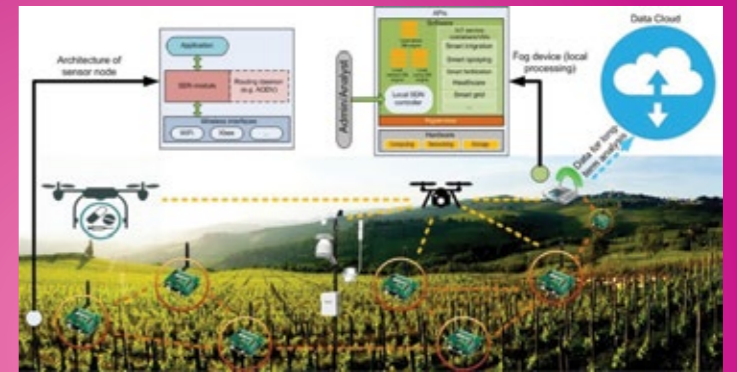 Architecture of
sensor node
Application
SDN module
Routing daemon
(e.g. AODV)
Wireless interfaces
WiFi
Xbee
...
Admin/Analyst
APIs
Software
IoT service
Smart irrigation
Smart spraying
Smart fertilization
Healthcare
Smart grid
...
Local SDN
controller
Hypervisor
Hardware
Computing
Networking
Storage
Fog device (local
processing)
Data Cloud
Data for long-
term analysis